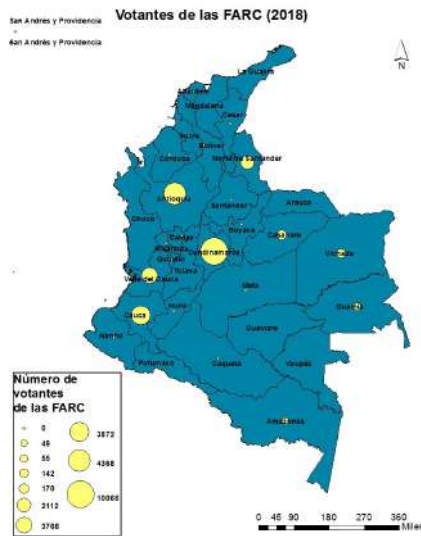 Votantes de las FARC (2018)
San Andrés y Providencia
San Andrés y Providencia
N
La Guajira
Atlántico
Magdalena
Cesar
Sucre
Bolívar
Córdoba
Norte de Santander
Antioquia
Santander
Arauca
Chocó
Boyacá
Casanare
Caldas
Cundinamarca
Vichada
Risaralda
Quindío
Tolima
Valle del Cauca
Meta
Guainía
Cauca
Huila
Guaviare
Nariño
Putumayo
Caquetá
Vaupés
Amazonas
Número de
votantes
de las FARC
0
49
55
142
170
2112
3766
3872
4368
10065
0 45 90 180 270 360
Miles